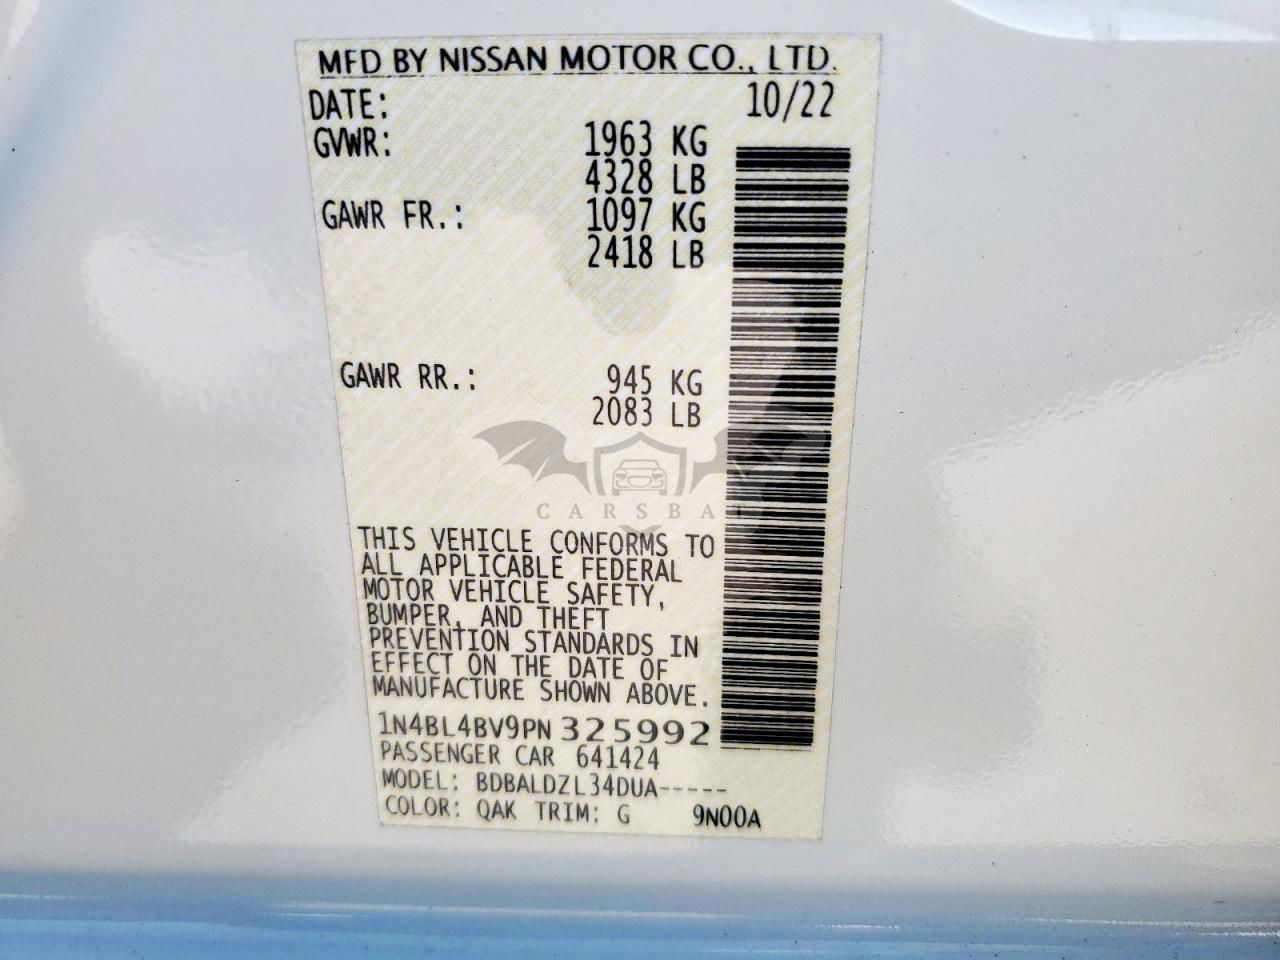 MFD BY NISSAN MOTOR CO., LTD.
DATE: 10/22
GVWR: 1963 KG
4328 LB
GAWR FR.: 1097 KG
2418 LB
GAWR RR.: 945 KG
2083 LB
CARSBA
THIS VEHICLE CONFORMS TO
ALL APPLICABLE FEDERAL
MOTOR VEHICLE SAFETY,
BUMPER, AND THEFT
PREVENTION STANDARDS IN
EFFECT ON THE DATE OF
MANUFACTURE SHOWN ABOVE.
1N4BL4BV9PN325992
PASSENGER CAR 641424
MODEL: BDBALDZL34DUA-----
COLOR: QAK TRIM: G 9N00A